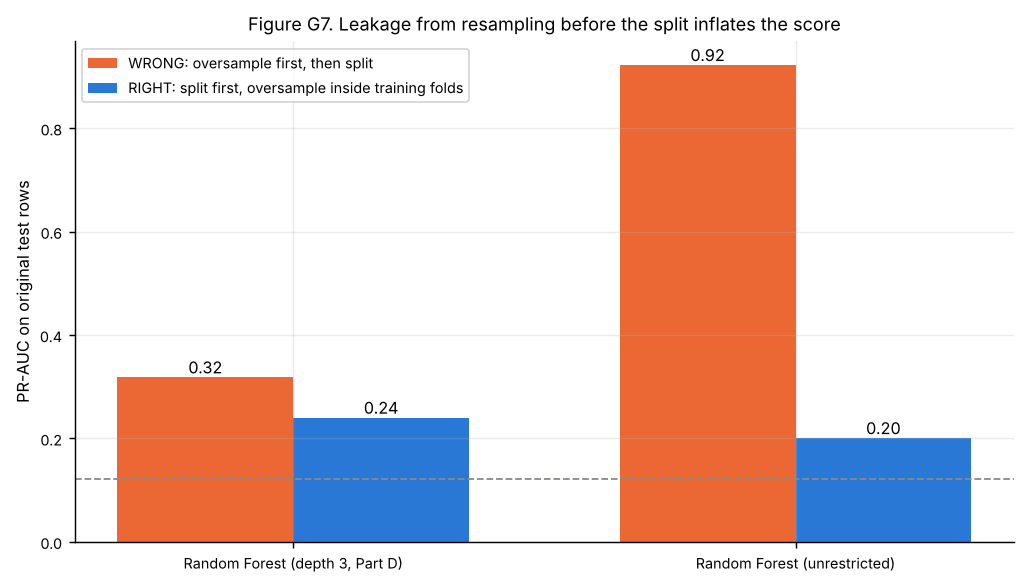 Figure G7. Leakage from resampling before the split inflates the score
WRONG: oversample first, then split
RIGHT: split first, oversample inside training folds
PR-AUC on original test rows
0.8
0.6
0.4
0.2
0.0
0.32
0.24
0.92
0.20
Random Forest (depth 3, Part D)
Random Forest (unrestricted)